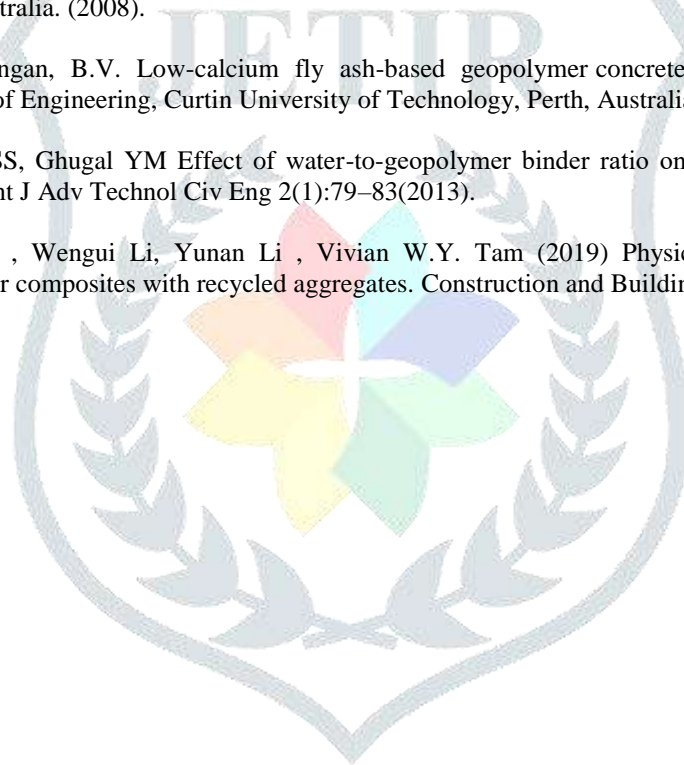 tralia. (2008).
JETIR
ngan, B.V. Low-calcium fly ash-based geopolymer concrete
of Engineering, Curtin University of Technology, Perth, Australia
SS, Ghugal YM Effect of water-to-geopolymer binder ratio on
nt J Adv Technol Civ Eng 2(1):79–83(2013).
, Wengui Li, Yunan Li , Vivian W.Y. Tam (2019) Physic
r composites with recycled aggregates. Construction and Buildin